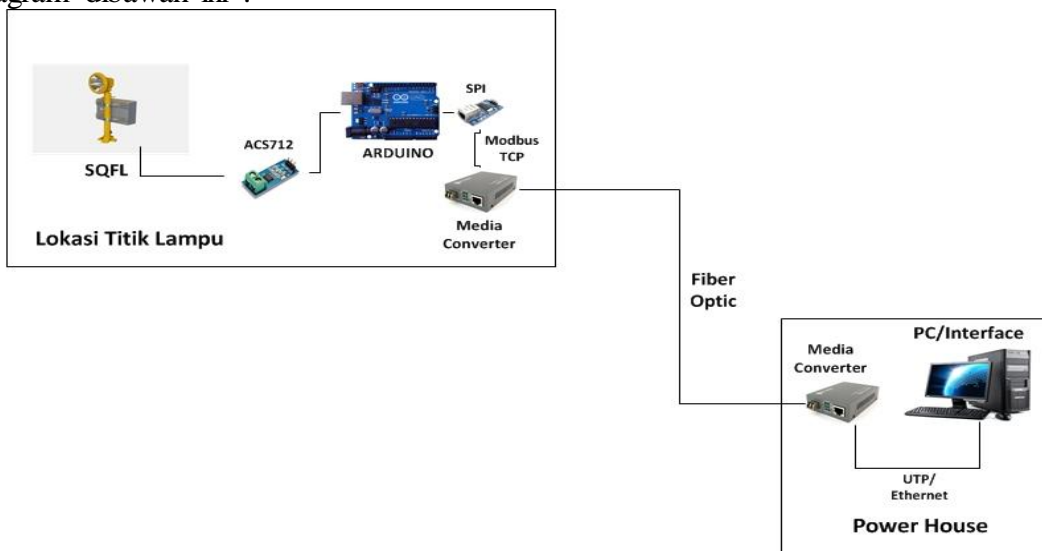 disbawah
SPI
ACS712
Modbus
TCP
ARDUINO
SQFL
Media
Converter
Lokasi Titik Lampu
Fiber
Optic
PC/Interface
Media
Converter
UTP/
Ethernet
Power House